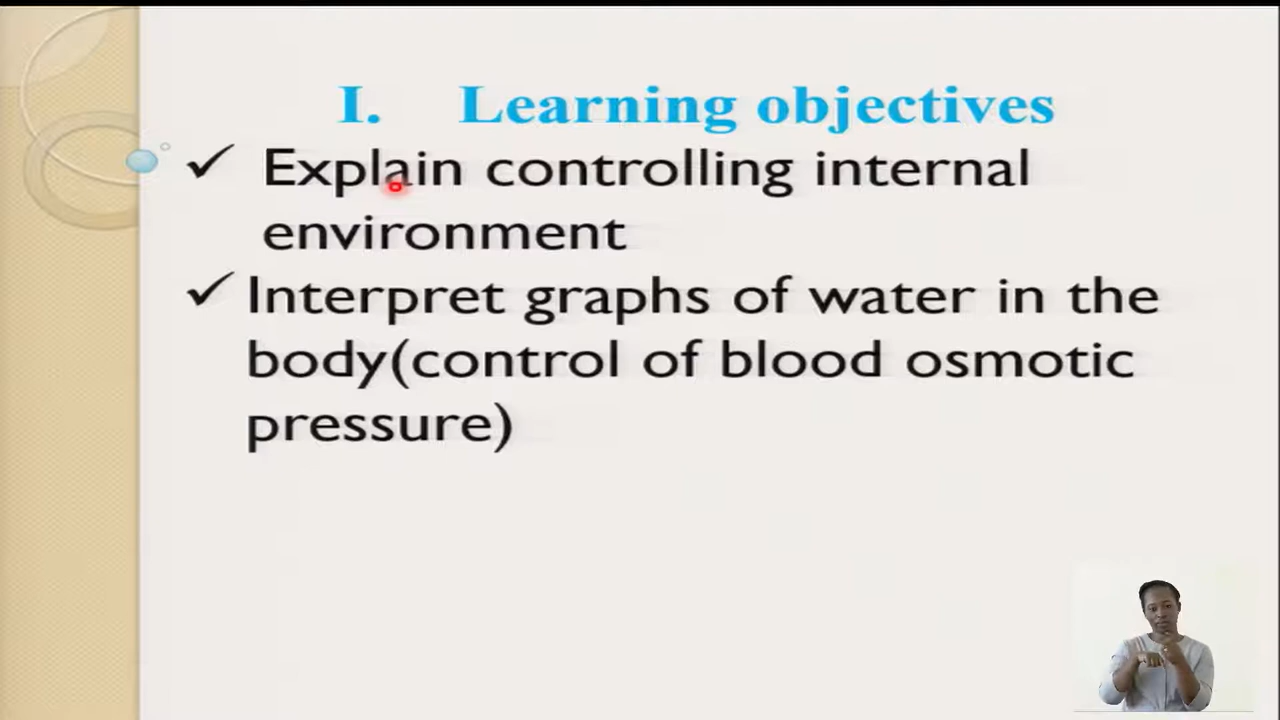 I. Learning objectives
✓ Explain controlling internal
environment
✓ Interpret graphs of water in the
body(control of blood osmotic
pressure)